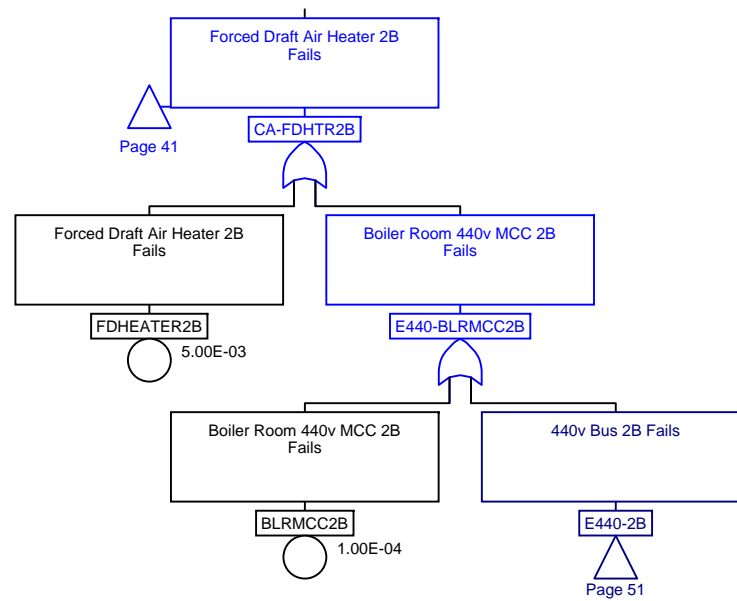 Forced Draft Air Heater 2B
Fails
Page 41
CA-FDHTR2B
Forced Draft Air Heater 2B
Fails
FDHEATER2B
5.00E-03
Boiler Room 440v MCC 2B
Fails
E440-BLRMCC2B
Boiler Room 440v MCC 2B
Fails
BLRMCC2B
1.00E-04
440v Bus 2B Fails
E440-2B
Page 51